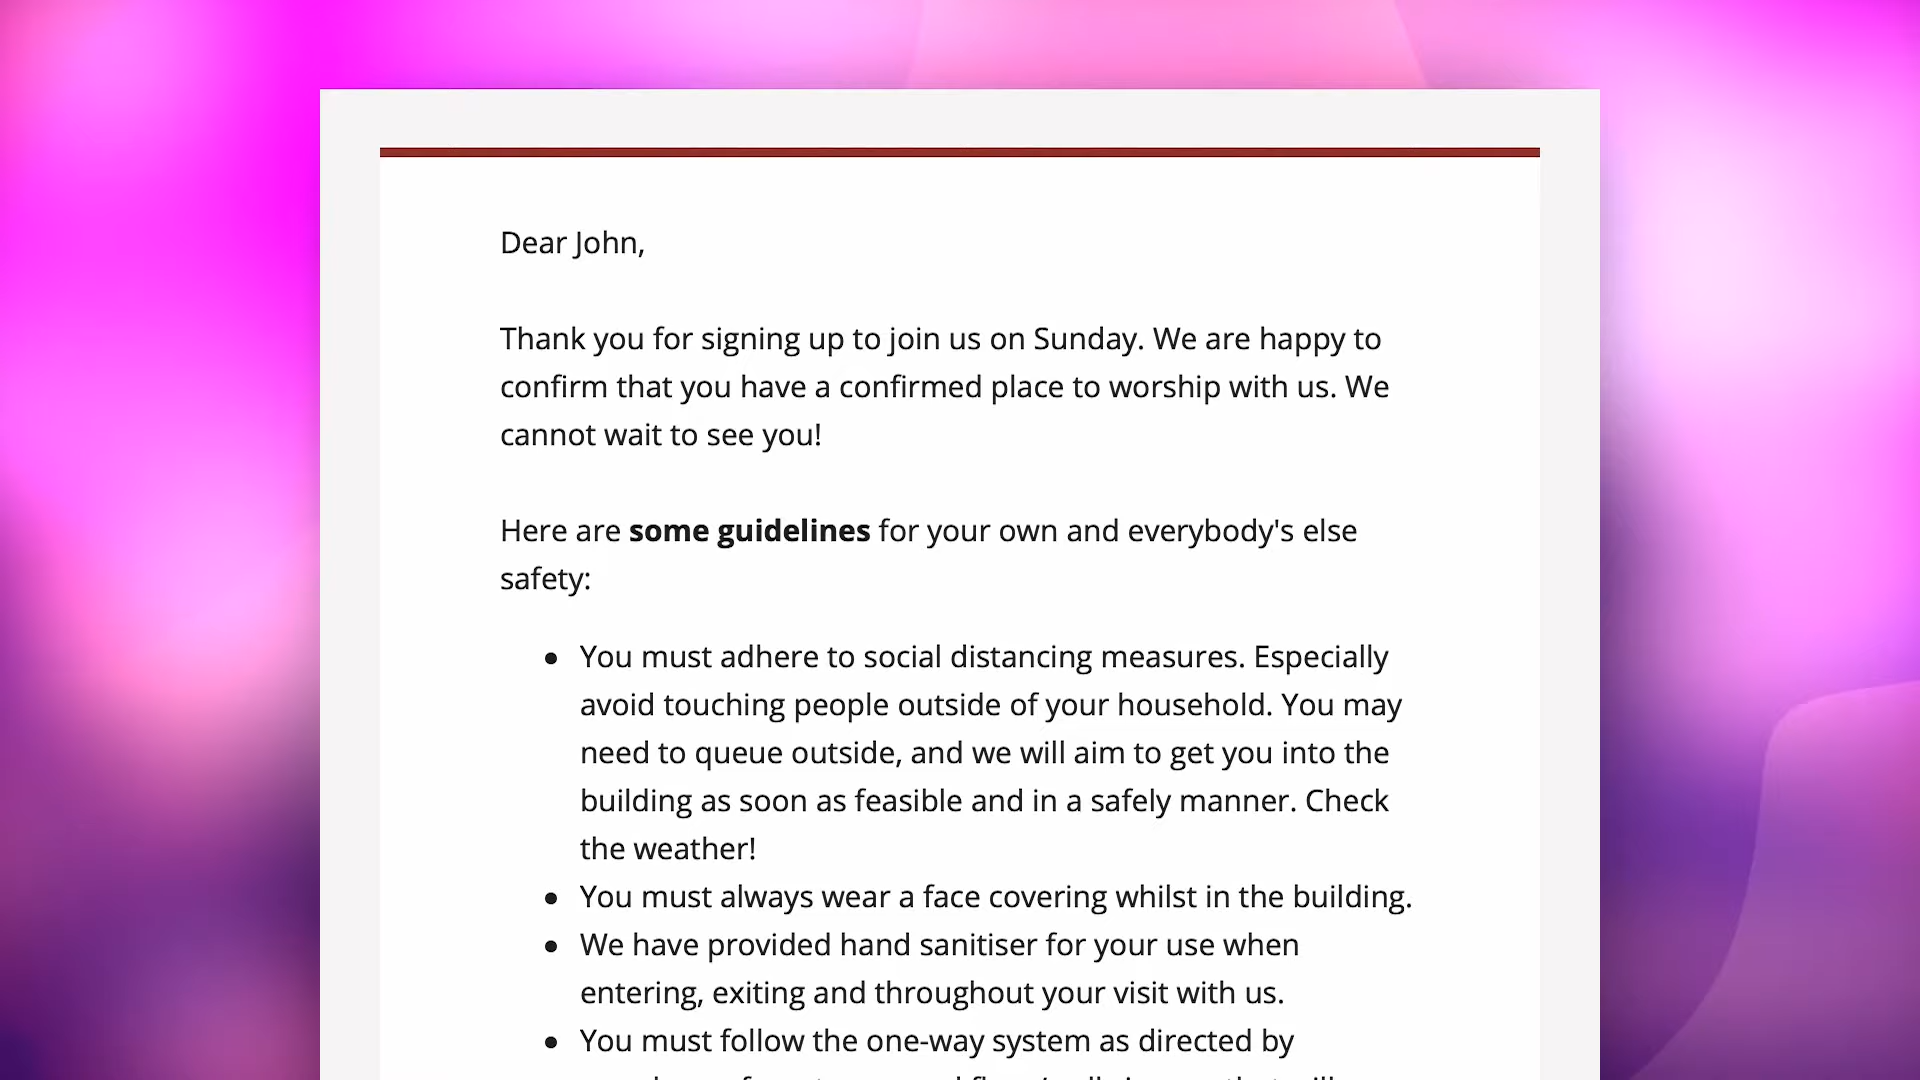 Dear John,
Thank you for signing up to join us on Sunday. We are happy to
confirm that you have a confirmed place to worship with us. We
cannot wait to see you!
Here are some guidelines for your own and everybody's else
safety:
• You must adhere to social distancing measures. Especially
avoid touching people outside of your household. You may
need to queue outside, and we will aim to get you into the
building as soon as feasible and in a safely manner. Check
the weather!
• You must always wear a face covering whilst in the building.
• We have provided hand sanitiser for your use when
entering, exiting and throughout your visit with us.
• You must follow the one-way system as directed by